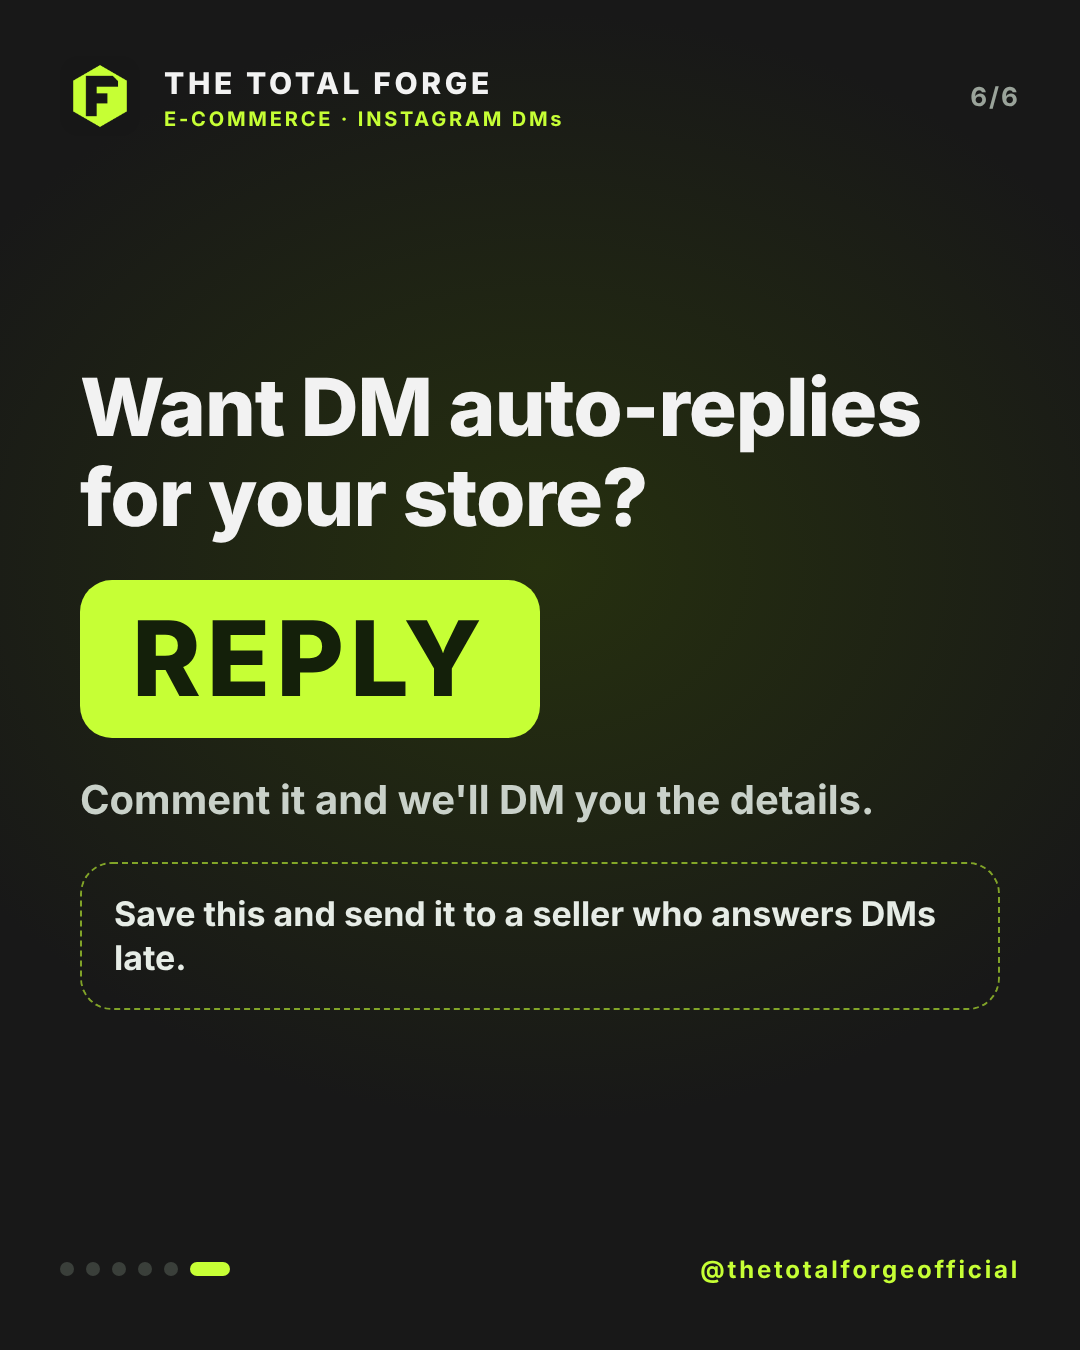 THE TOTAL FORGE
E-COMMERCE · INSTAGRAM DMs
6/6
Want DM auto-replies
for your store?
REPLY
Comment it and we'll DM you the details.
Save this and send it to a seller who answers DMs
late.
@thetotalforgeofficial